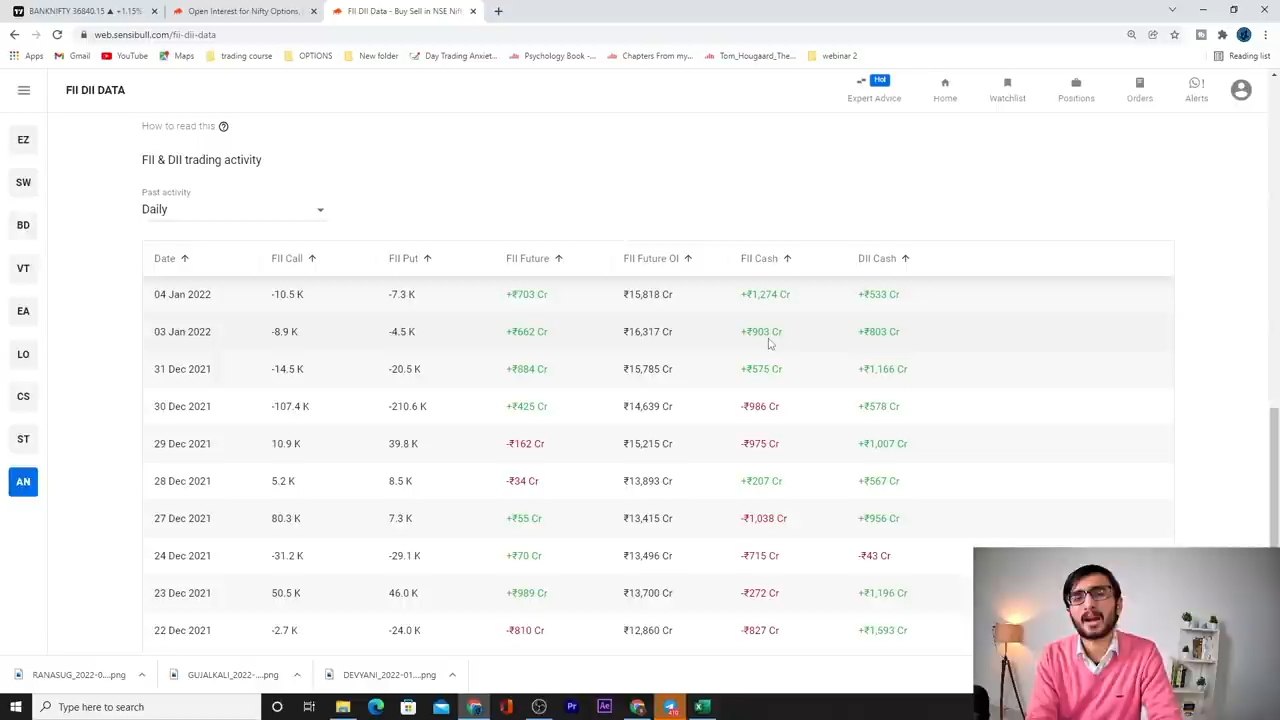 BANKNIFTY 36840.15 ▲ +1.15%
Open Interest for Nifty Options,
FII DII Data - Buy Sell in NSE Nif
web.sensibull.com/fii-dii-data
Apps Gmail YouTube Maps trading course OPTIONS New folder Day Trading Anxiet... Psychology Book -... Chapters From my... Tom_Hougaard_The... webinar 2 Reading list
FII DII DATA
Hot
Expert Advice Home Watchlist Positions Orders Alerts
EZ
SW
BD
VT
EA
LO
CS
ST
AN
How to read this
FII & DII trading activity
Past activity
Daily
Date ↑ FII Call ↑ FII Put ↑ FII Future ↑ FII Future OI ↑ FII Cash ↑ DII Cash ↑
04 Jan 2022 -10.5 K -7.3 K +₹703 Cr ₹15,818 Cr +₹1,274 Cr +₹533 Cr
03 Jan 2022 -8.9 K -4.5 K +₹662 Cr ₹16,317 Cr +₹903 Cr +₹803 Cr
31 Dec 2021 -14.5 K -20.5 K +₹884 Cr ₹15,785 Cr +₹575 Cr +₹1,166 Cr
30 Dec 2021 -107.4 K -210.6 K +₹425 Cr ₹14,639 Cr -₹986 Cr +₹578 Cr
29 Dec 2021 10.9 K 39.8 K -₹162 Cr ₹15,215 Cr -₹975 Cr +₹1,007 Cr
28 Dec 2021 5.2 K 8.5 K -₹34 Cr ₹13,893 Cr +₹207 Cr +₹567 Cr
27 Dec 2021 80.3 K 7.3 K +₹55 Cr ₹13,415 Cr -₹1,038 Cr +₹956 Cr
24 Dec 2021 -31.2 K -29.1 K +₹70 Cr ₹13,496 Cr -₹715 Cr -₹43 Cr
23 Dec 2021 50.5 K 46.0 K +₹989 Cr ₹13,700 Cr -₹272 Cr +₹1,196 Cr
22 Dec 2021 -2.7 K -24.0 K -₹810 Cr ₹12,860 Cr -₹827 Cr +₹1,593 Cr
RANASUG_2022-0....png GUJALKALI_2022-....png DEVYANI_2022-01....png
Type here to search
Pr
Ae